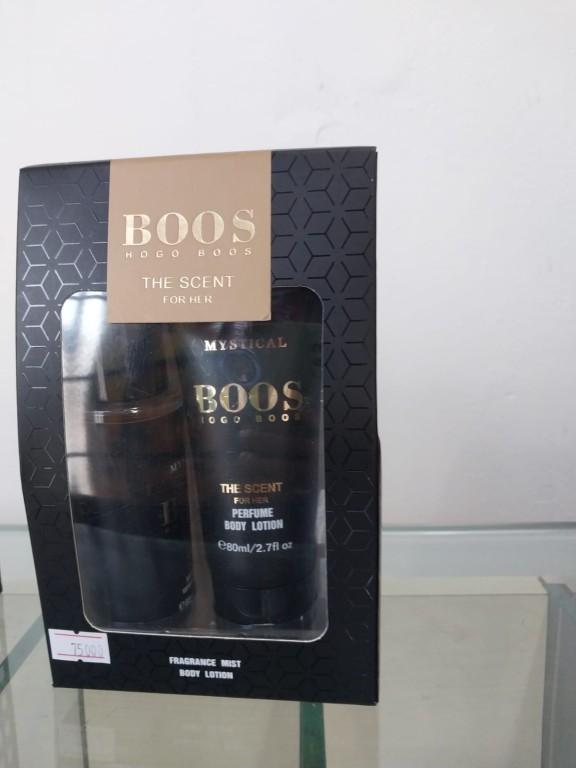 BOOS
HOGO BOOS
THE SCENT
FOR HER
MYSTICAL
BOOS
HOGO BOOS
THE SCENT
FOR HER
PERFUME
BODY LOTION
℮80ml/2.7fl oz
75000
FRAGRANCE MIST
BODY LOTION